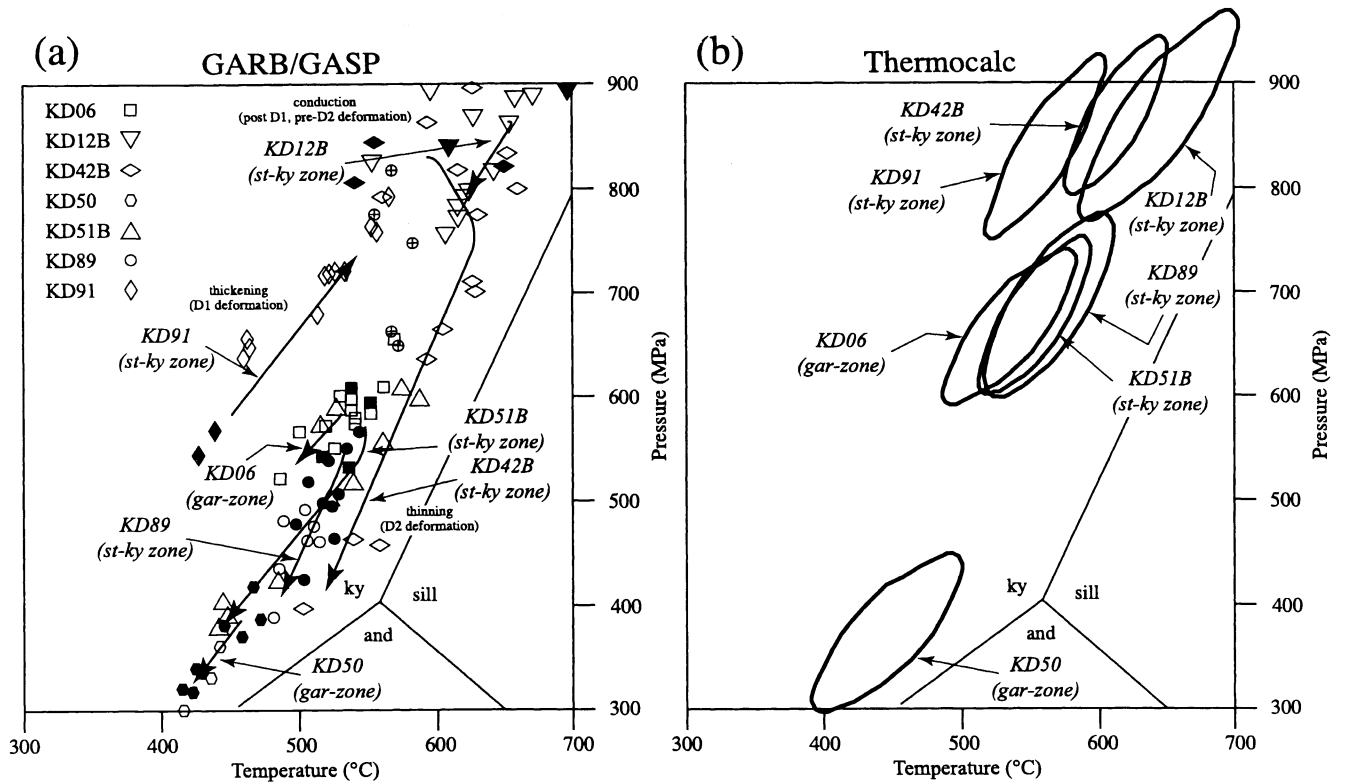 (a)
GARB/GASP
KD06
KD12B
KD42B
KD50
KD51B
KD89
KD91
conduction
(post D1, pre-D2 deformation)
KD12B
(st-ky zone)
thickening
(D1 deformation)
KD91
(st-ky zone)
KD06
(gar-zone)
KD51B
(st-ky zone)
KD42B
(st-ky zone)
thinning
(D2 deformation)
KD89
(st-ky zone)
KD50
(gar-zone)
ky
sill
and
900
800
700
600
500
400
300
Pressure (MPa)
300
400
500
600
700
Temperature (°C)
(b)
Thermocalc
KD42B
(st-ky zone)
KD91
(st-ky zone)
KD12B
(st-ky zone)
KD89
(st-ky zone)
KD06
(gar-zone)
KD51B
(st-ky zone)
ky
sill
and
KD50
(gar-zone)
900
800
700
600
500
400
300
Pressure (MPa)
300
400
500
600
700
Temperature (°C)